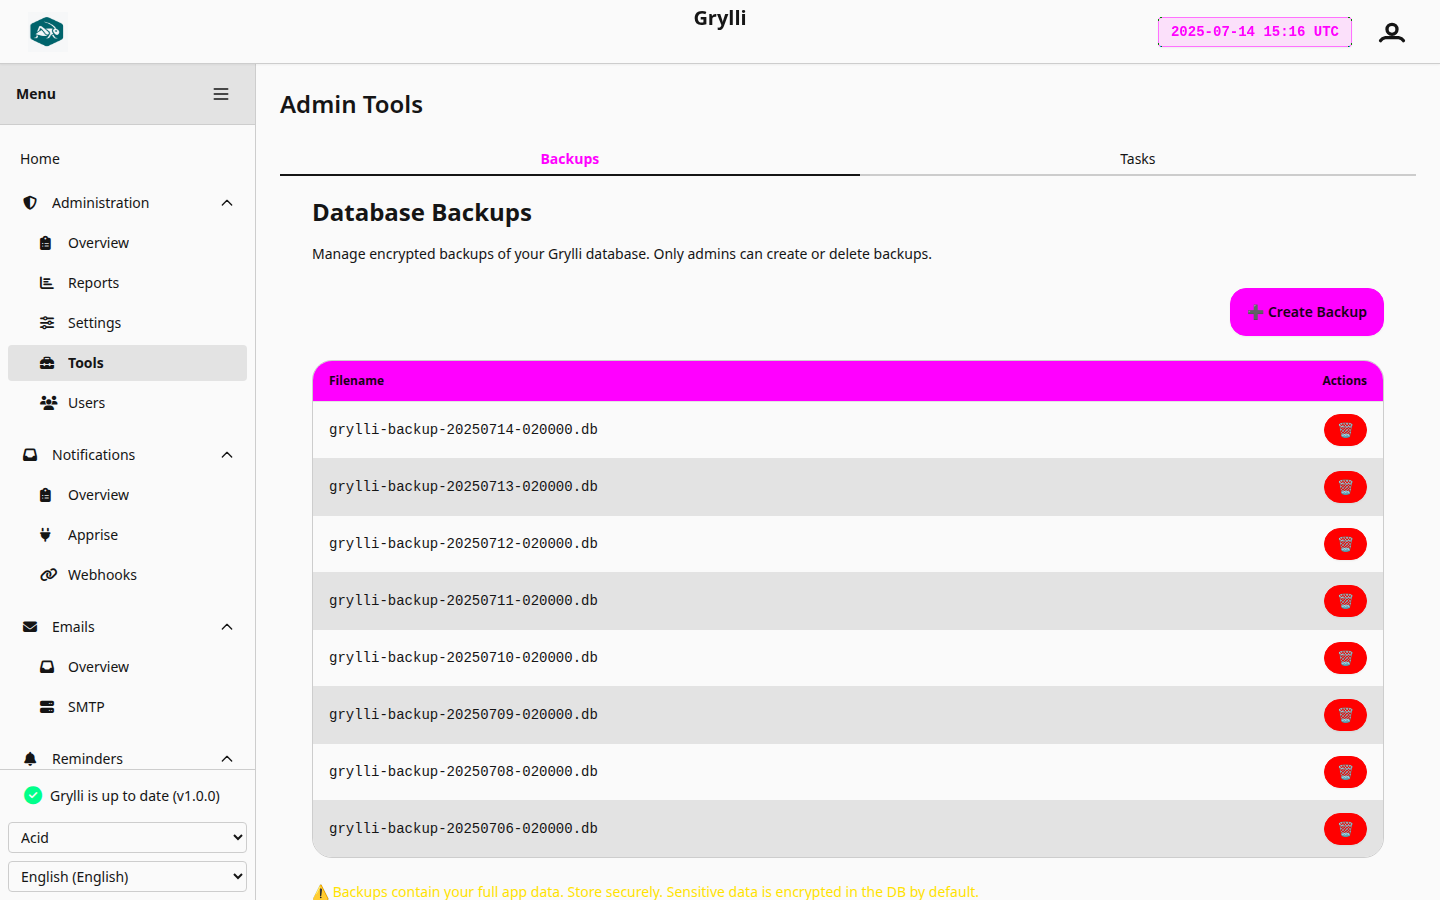 Grylli
2025-07-14 15:16 UTC
Menu
Home
Administration
Overview
Reports
Settings
Tools
Users
Notifications
Overview
Apprise
Webhooks
Emails
Overview
SMTP
Reminders
Grylli is up to date (v1.0.0)
Acid
English (English)
Admin Tools
Backups
Tasks
Database Backups
Manage encrypted backups of your Grylli database. Only admins can create or delete backups.
➕ Create Backup
Filename
Actions
grylli-backup-20250714-020000.db
grylli-backup-20250713-020000.db
grylli-backup-20250712-020000.db
grylli-backup-20250711-020000.db
grylli-backup-20250710-020000.db
grylli-backup-20250709-020000.db
grylli-backup-20250708-020000.db
grylli-backup-20250706-020000.db
⚠️ Backups contain your full app data. Store securely. Sensitive data is encrypted in the DB by default.